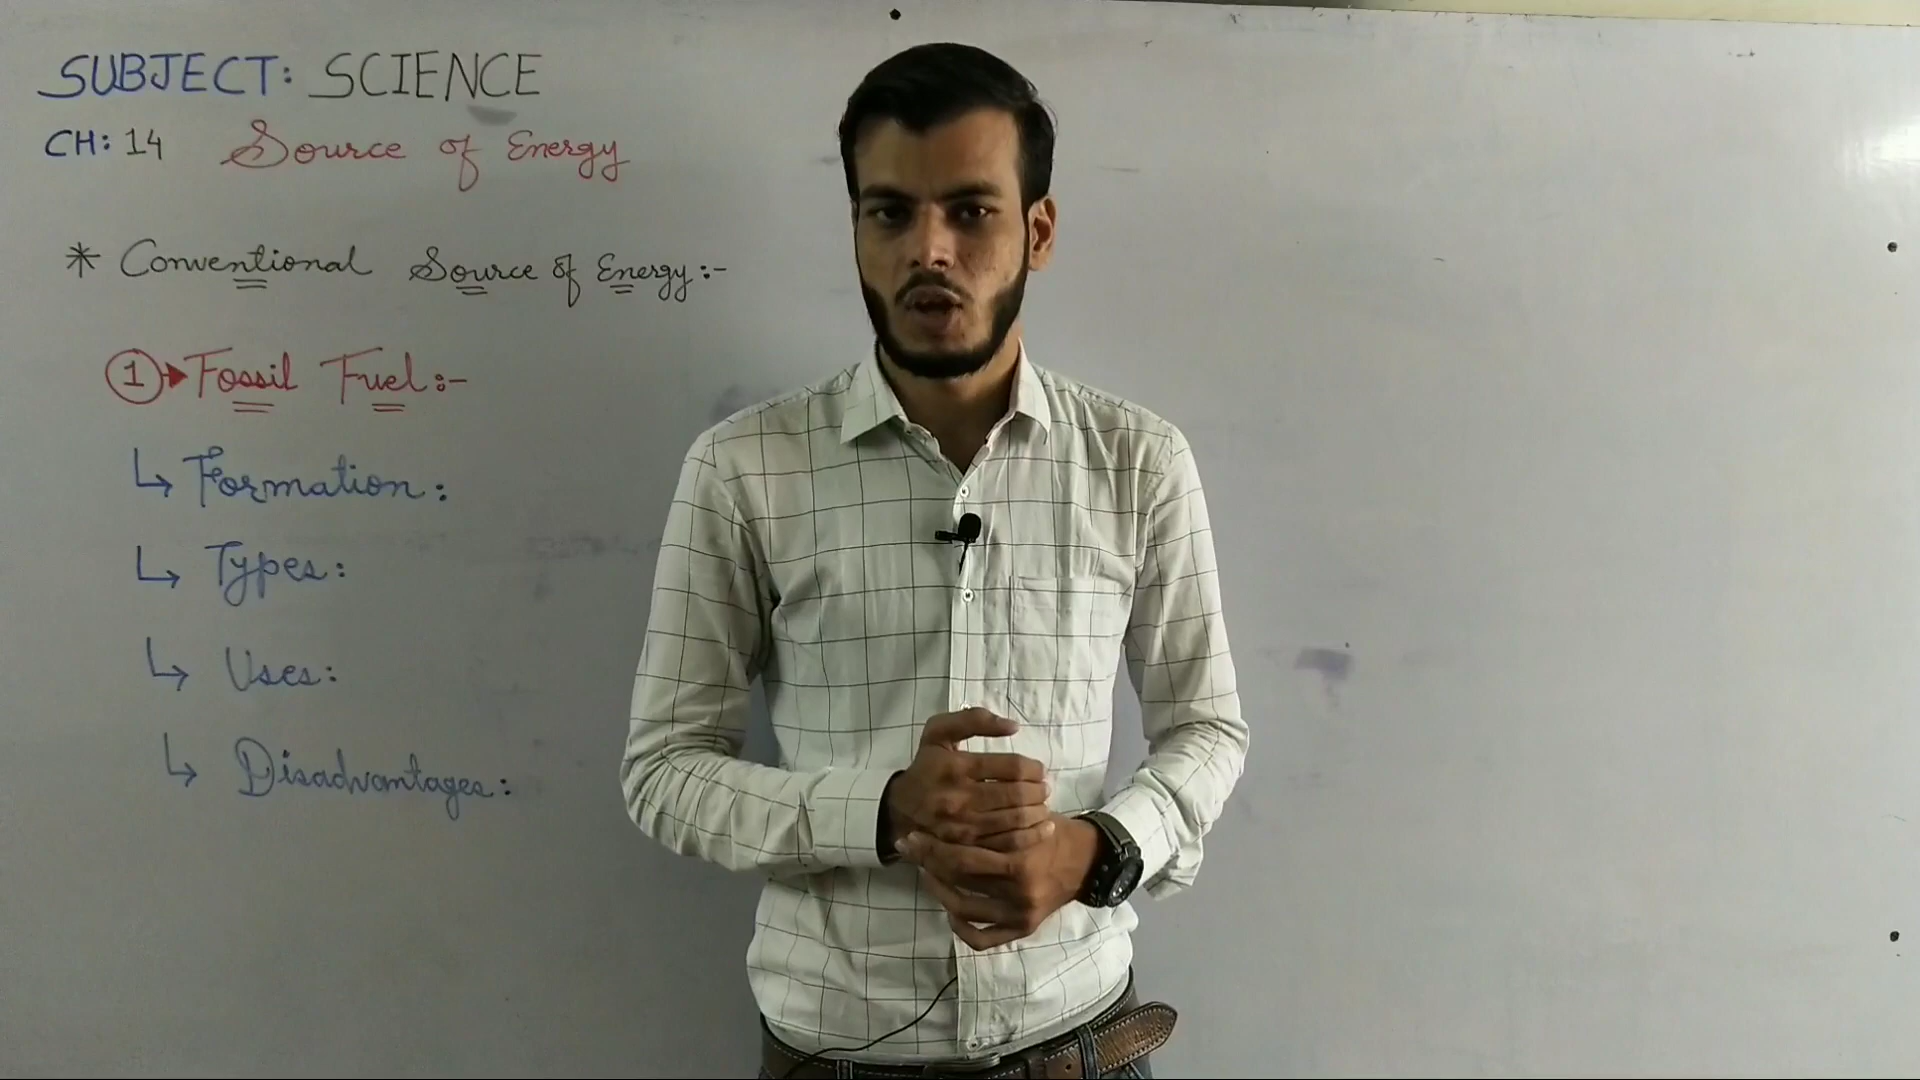 SUBJECT: SCIENCE
CH: 14 Source of Energy
* Conventional Source of Energy:-
1 → Fossil Fuel:-
↳ Formation:
↳ Types:
↳ Uses:
↳ Disadvantages: